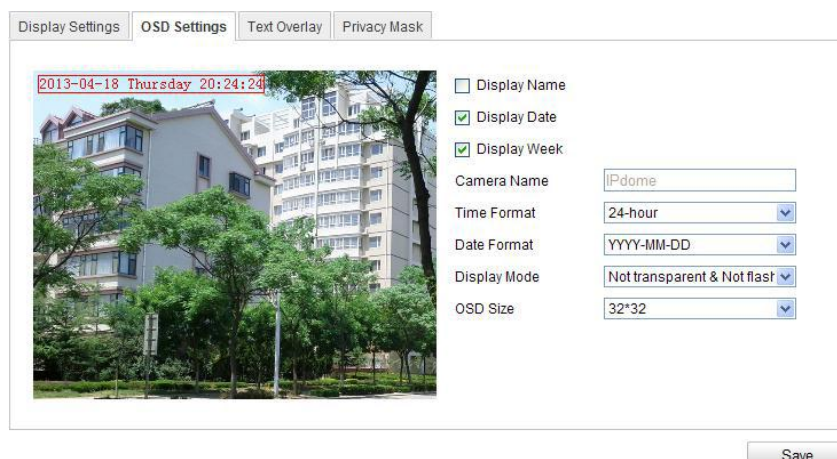 Display Settings OSD Settings Text Overlay Privacy Mask
2013-04-18 Thursday 20:24:24
Display Name
Display Date
Display Week
Camera Name IPdome
Time Format 24-hour
Date Format YYYY-MM-DD
Display Mode Not transparent & Not flash
OSD Size 32*32
Save